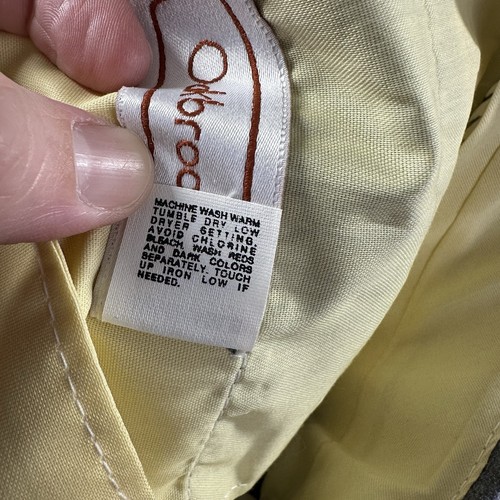 Oakbroo
MACHINE WASH WARM
TUMBLE DRY LOW
DRYER SETTING.
AVOID CHLORINE
BLEACH. WASH REDS
AND DARK COLORS
SEPARATELY. TOUCH
UP IRON LOW IF
NEEDED.